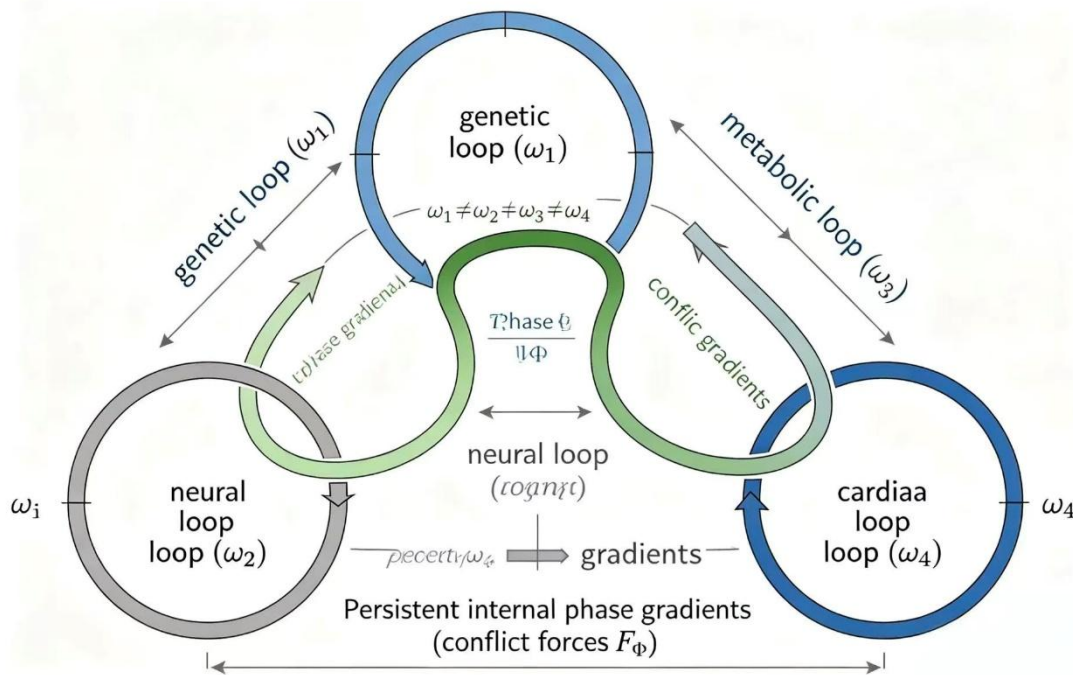 genetic
loop (ω₁)
genetic loop (ω₁)
metabolic loop (ω₃)
ω₁≠ω₂≠ω₃≠ω₄
conflic gradients
neural loop
ωᵢ
neural
loop
loop (ω₂)
cardiaa
loop
loop (ω₄)
ω₄
gradients
Persistent internal phase gradients
(conflict forces F_Φ)